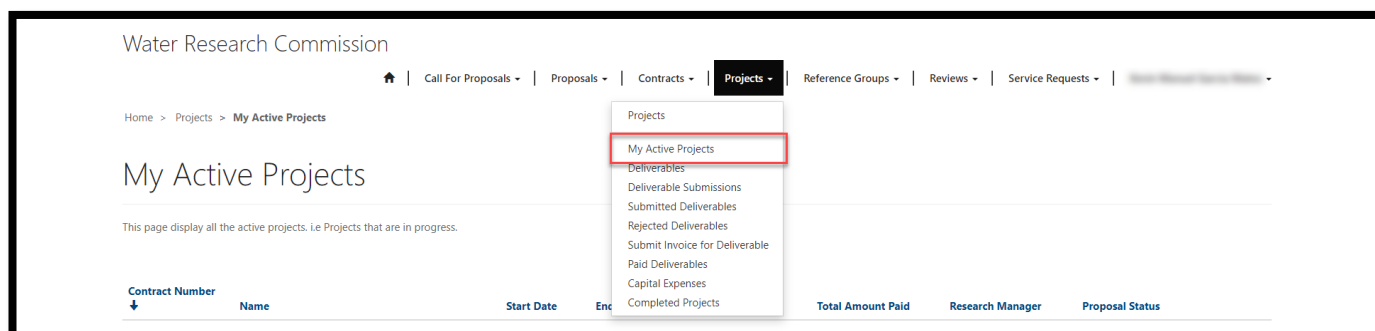 Water Research Commission
Call For Proposals Proposals Contracts Projects Reference Groups Reviews Service Requests
Home > Projects > My Active Projects
Projects
My Active Projects
Deliverables
Deliverable Submissions
Submitted Deliverables
Rejected Deliverables
Submit Invoice for Deliverable
Paid Deliverables
Capital Expenses
Completed Projects
My Active Projects
This page display all the active projects. i.e Projects that are in progress.
Contract Number
Name Start Date Total Amount Paid Research Manager Proposal Status